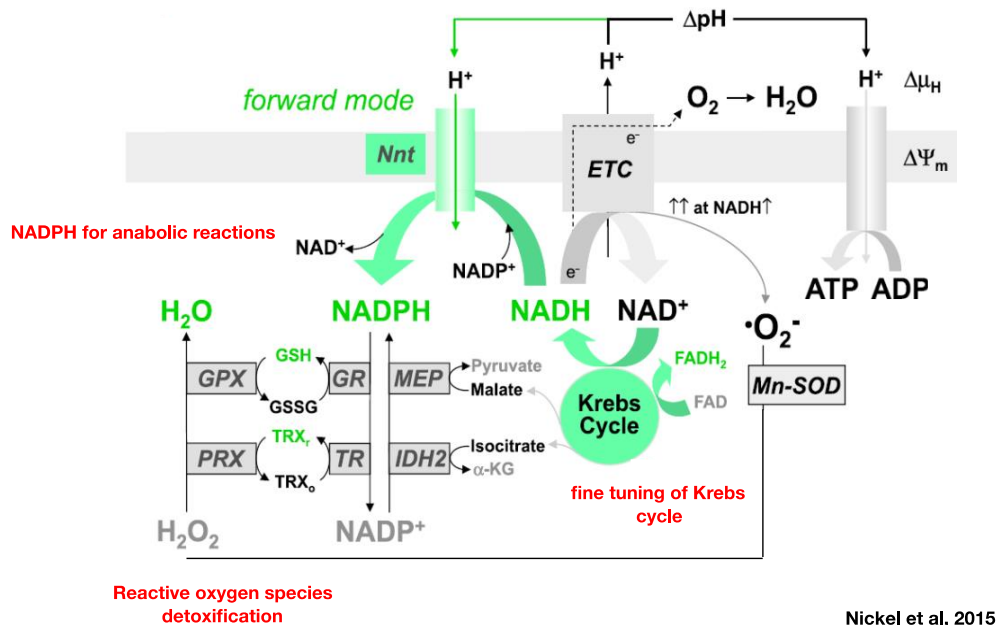 ΔpH
H⁺
H⁺
H⁺
Δμ_H
forward mode
O₂ → H₂O
e⁻
Nnt
ETC
ΔΨ_m
↑↑ at NADH↑
NADPH for anabolic reactions
NAD⁺
NADP⁺
e⁻
ATP ADP
H₂O
NADPH
NADH
NAD⁺
•O₂⁻
GSH
FADH₂
GPX
GR
MEP
Pyruvate
Malate
Mn-SOD
GSSG
Krebs
Cycle
FAD
TRXᵣ
PRX
TR
IDH2
Isocitrate
α-KG
TRXₒ
fine tuning of Krebs
cycle
H₂O₂
NADP⁺
Reactive oxygen species
detoxification
Nickel et al. 2015